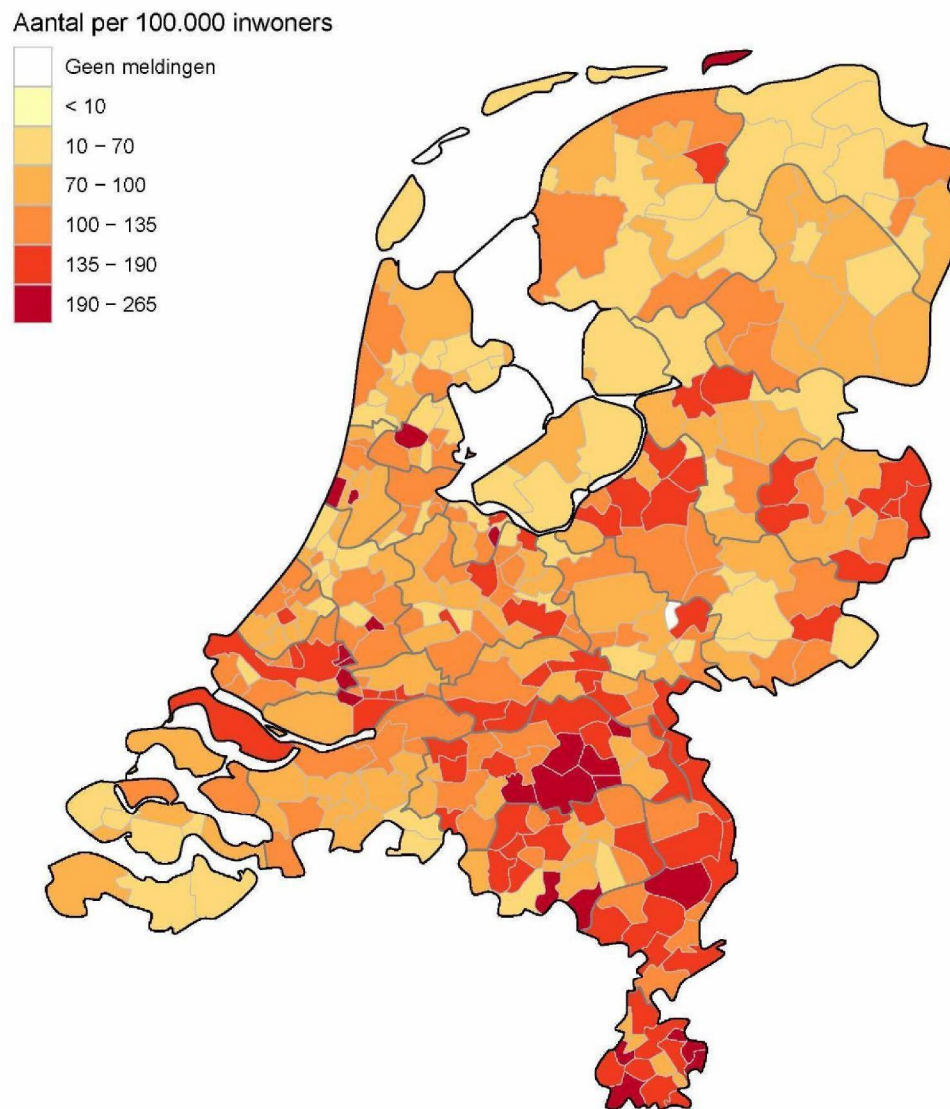 Aantal per 100.000 inwoners
Geen meldingen
< 10
10 – 70
70 – 100
100 – 135
135 – 190
190 – 265